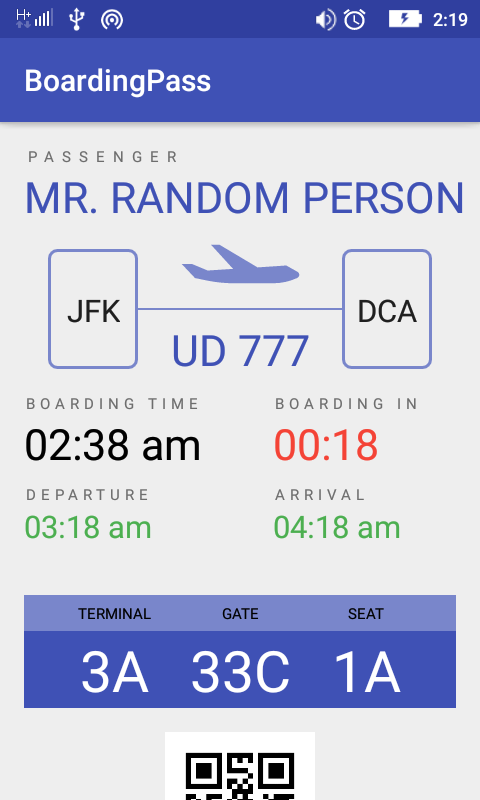 H+ 2:19
BoardingPass
PASSENGER
MR. RANDOM PERSON
JFK DCA
UD 777
BOARDING TIME BOARDING IN
02:38 am 00:18
DEPARTURE ARRIVAL
03:18 am 04:18 am
TERMINAL GATE SEAT
3A 33C 1A